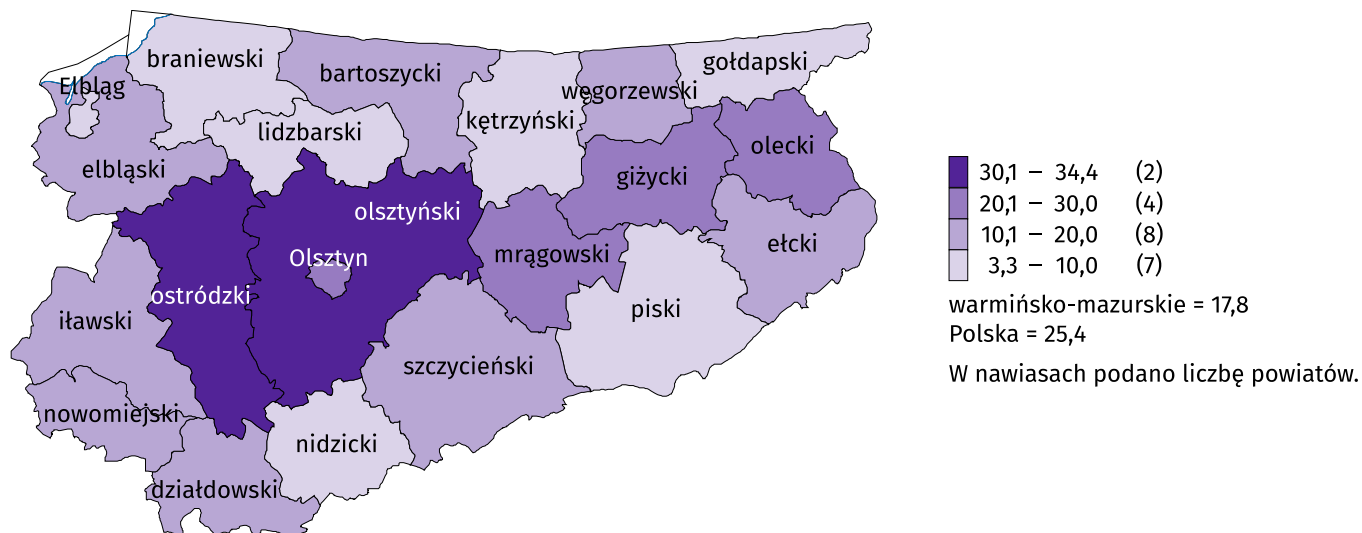 braniewski
bartoszycki
gołdapski
Elbląg
węgorzewski
lidzbarski
kętrzyński
olecki
elbląski
giżycki
olsztyński
ełcki
mrągowski
Olsztyn
ostródzki
iławski
piski
szczycieński
nowomiejski
nidzicki
działdowski
30,1 – 34,4 (2)
20,1 – 30,0 (4)
10,1 – 20,0 (8)
3,3 – 10,0 (7)
warmińsko-mazurskie = 17,8
Polska = 25,4
W nawiasach podano liczbę powiatów.